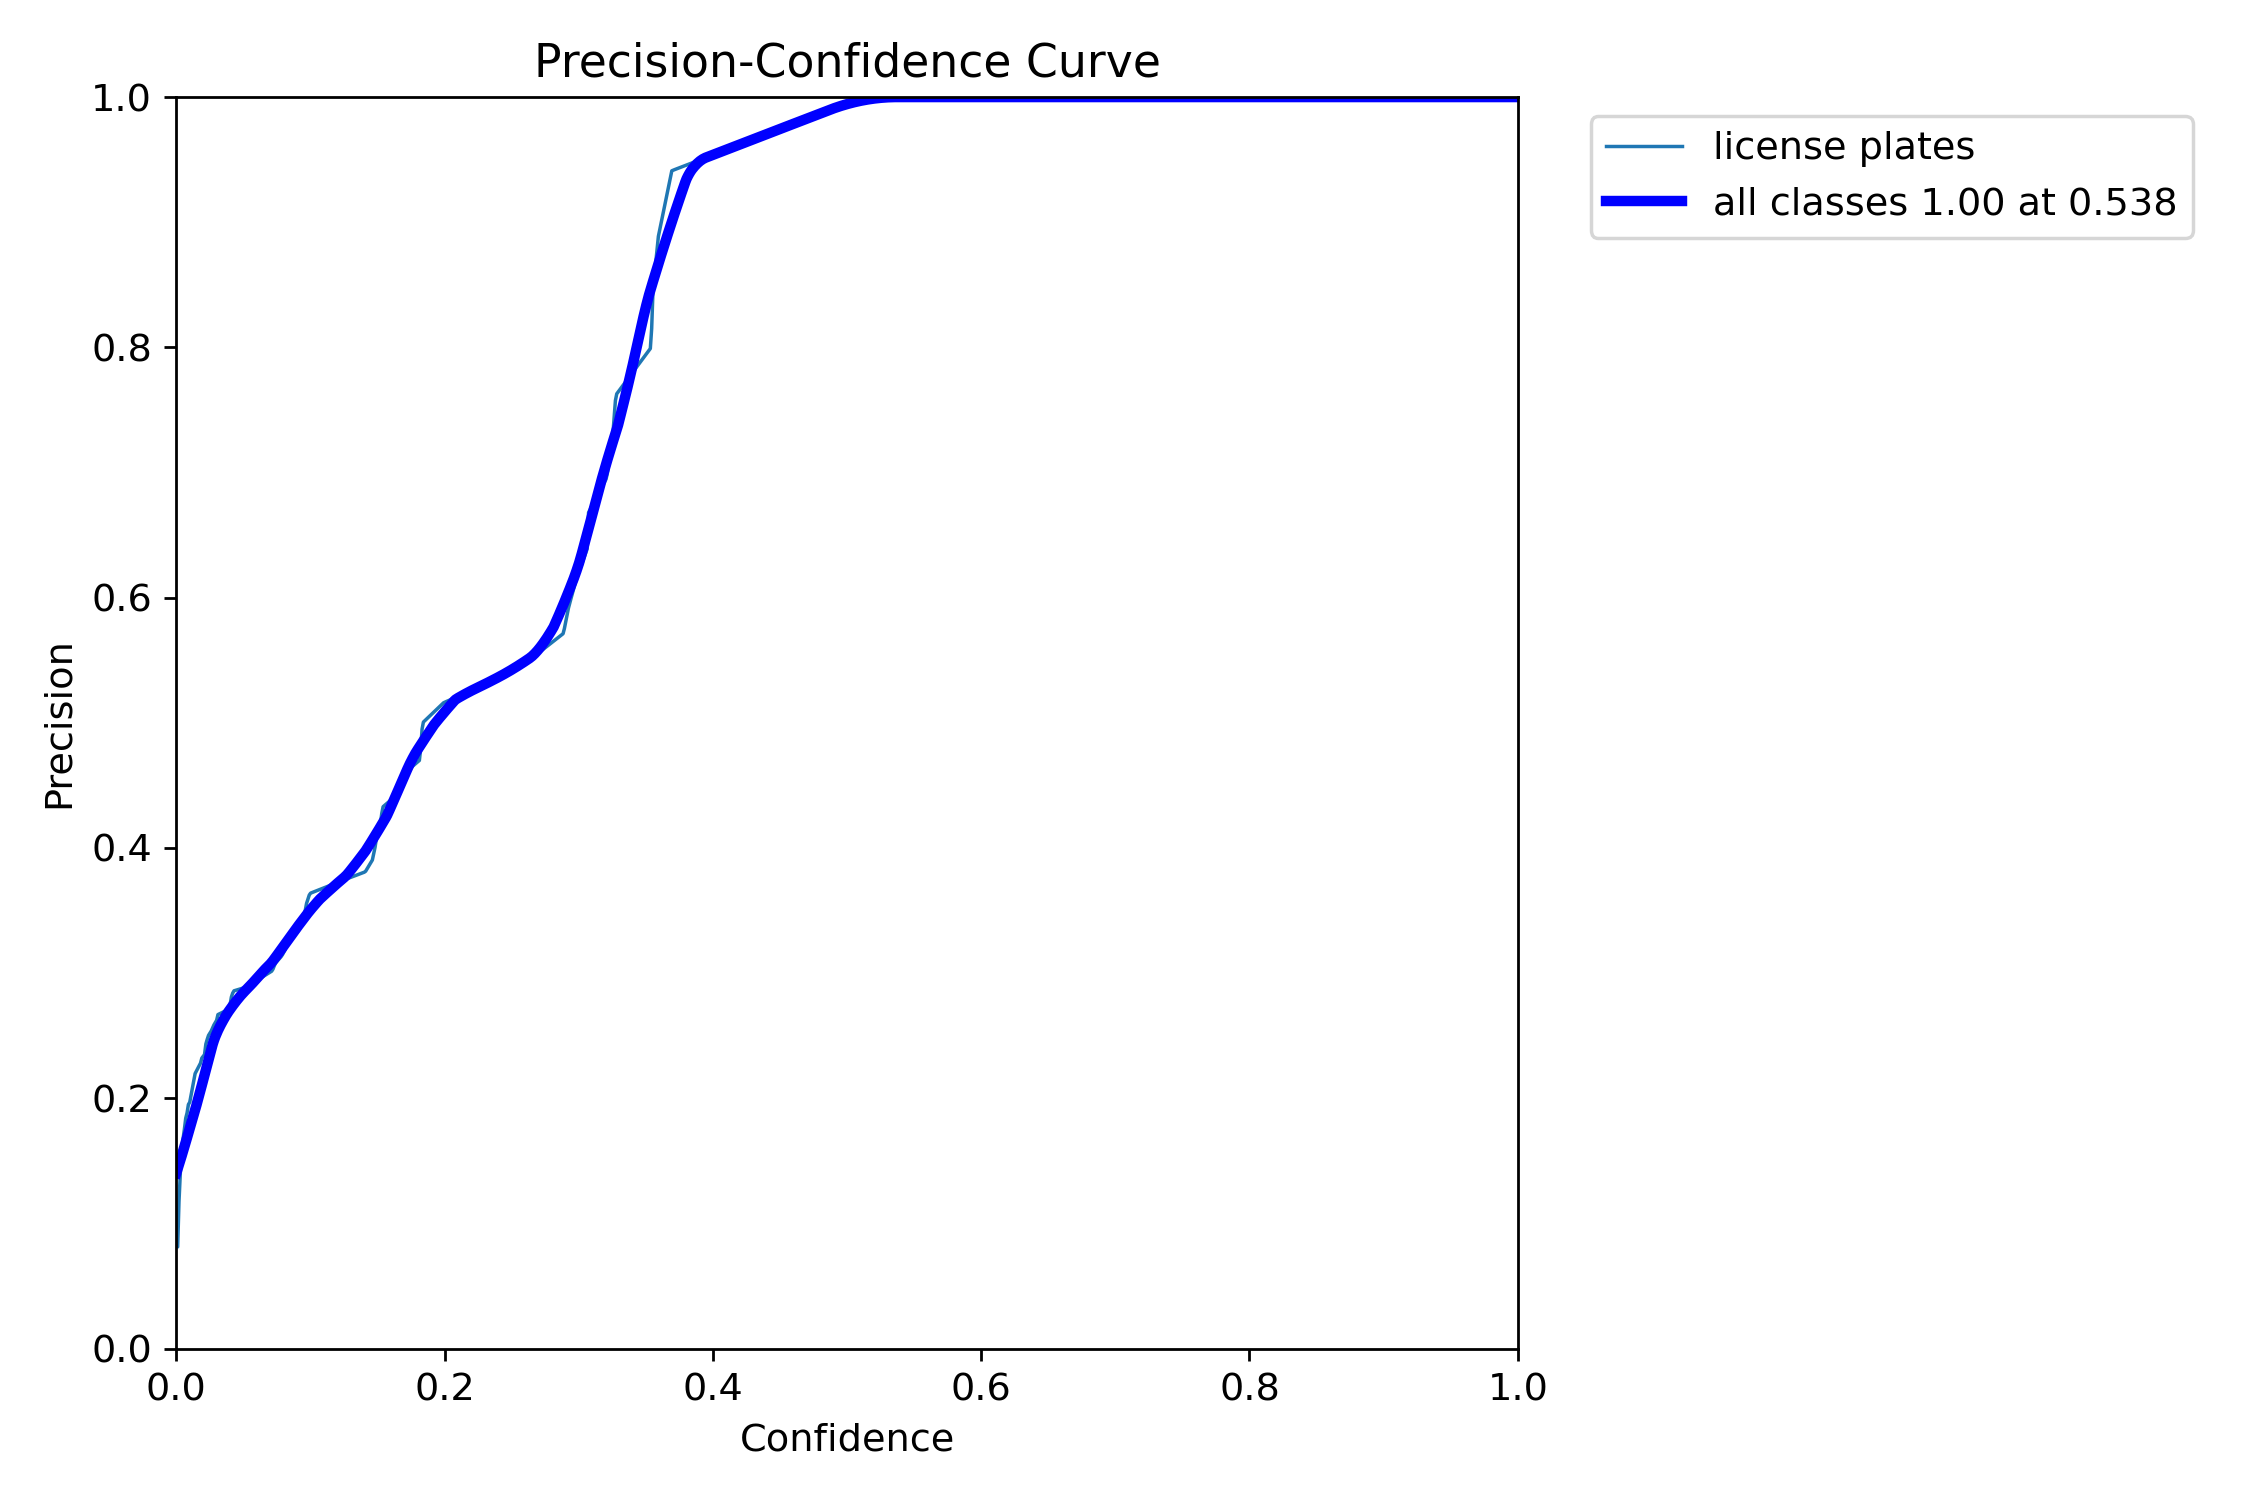 Precision-Confidence Curve
1.0
0.8
0.6
0.4
0.2
0.0
Precision
0.0 0.2 0.4 0.6 0.8 1.0
Confidence
license plates
all classes 1.00 at 0.538